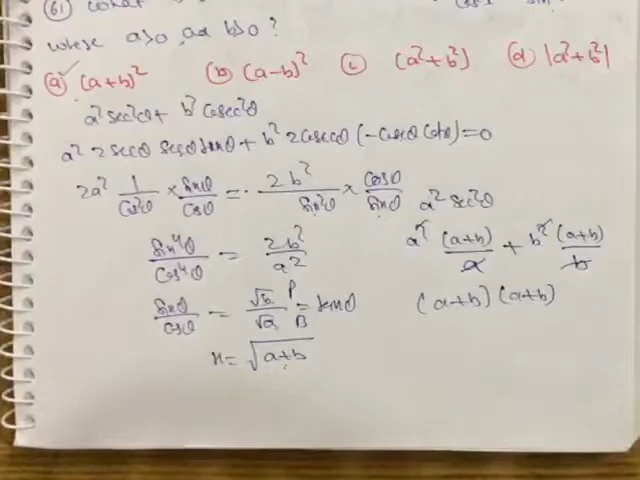 (61) What
where a>0 and b>0 ?
(a) (a+b)² (b) (a-b)² (c) (a²+b²) (d) |a²+b²|
a² sec²θ + b² cosec²θ
a² 2 secθ secθ tanθ + b² 2cosecθ (-cosecθ cotθ) = 0
2a² 1/cos²θ × sinθ/cosθ = 2b²/sin²θ × cosθ/sinθ
a² sec²θ
sin⁴θ/cos⁴θ = 2b²/a²
a² (a+b)/a + b² (a+b)/b
sinθ/cosθ = √b/√a P/B = tanθ
(a+b) (a+b)
H = √a+b